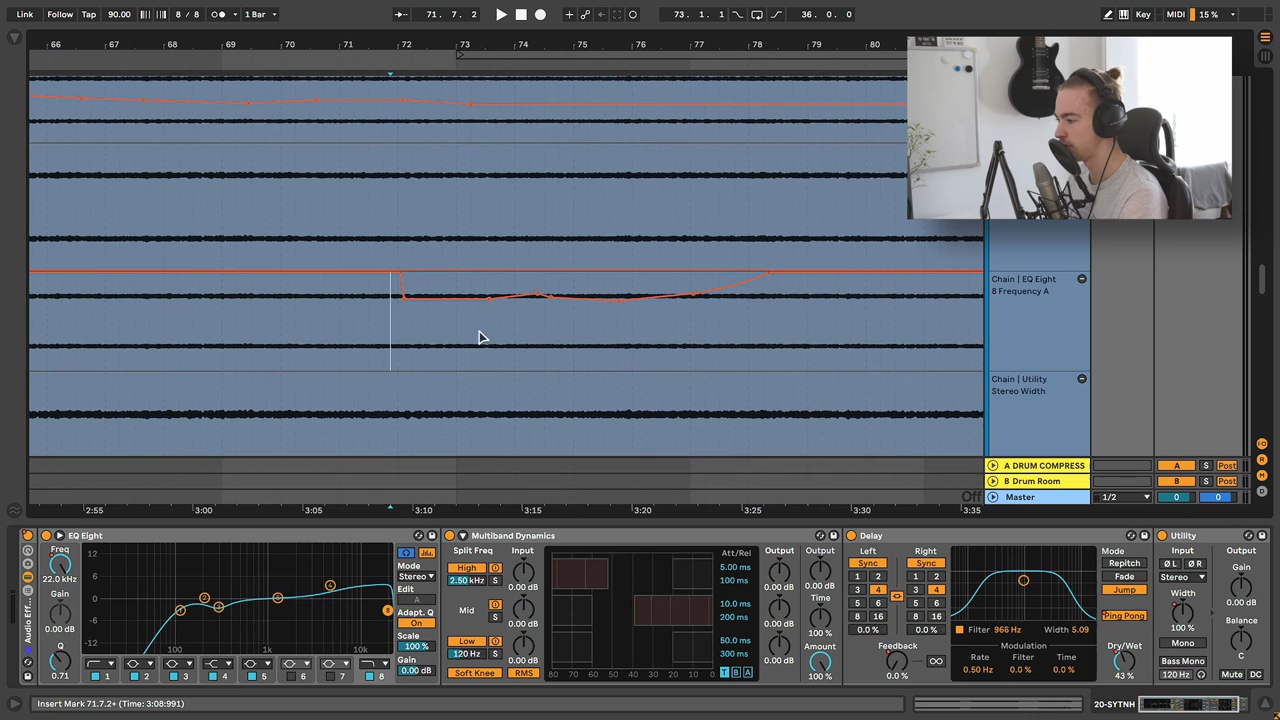 Link Follow Tap 90.00 8 / 8 1 Bar 71. 7. 2 73. 1. 1 36. 0. 0 Key MIDI 15 %
66 67 68 69 70 71 72 73 74 75 76 77 78 79 80
Chain | EQ Eight
8 Frequency A
Chain | Utility
Stereo Width
A DRUM COMPRESS A S Post
B Drum Room B S Post
Off Master 1/2 0 0
2:55 3:00 3:05 3:10 3:15 3:20 3:25 3:30 3:35
EQ Eight
Freq
22.0 kHz
Gain
0.00 dB
Q
0.71
12
6
0
-6
-12
100 1k 10k
1 2 3 4 5 6 7 8
Mode
Stereo
Edit
A
Adapt. Q
On
Scale
100 %
Gain
0.00 dB
Multiband Dynamics
Split Freq Input
High
2.50 kHz S 0.00 dB
Mid
S 0.00 dB
Low
120 Hz S 0.00 dB
Soft Knee RMS
80 70 60 50 40 30 20 10 0
Att/Rel
5.00 ms
100 ms
10.0 ms
200 ms
50.0 ms
300 ms
T B A
Output
0.00 dB
0.00 dB
0.00 dB
Output
0.00 dB
Time
100 %
Amount
100 %
Delay
Left Right
Sync Sync
1 2 1 2
3 4 3 4
5 6 5 6
8 16 8 16
0.0 % 0.0 %
Feedback
0.0 %
Filter 966 Hz Width 5.09
Modulation
Rate Filter Time
0.50 Hz 0.0 % 0.0 %
Mode
Repitch
Fade
Jump
Ping Pong
Dry/Wet
43 %
Utility
Input Output
Ø L Ø R Gain
Stereo
Width 0.00 dB
100 % Balance
Mono
Bass Mono C
120 Hz Mute DC
Insert Mark 71.7.2+ (Time: 3:08:991)
20-SYTNH